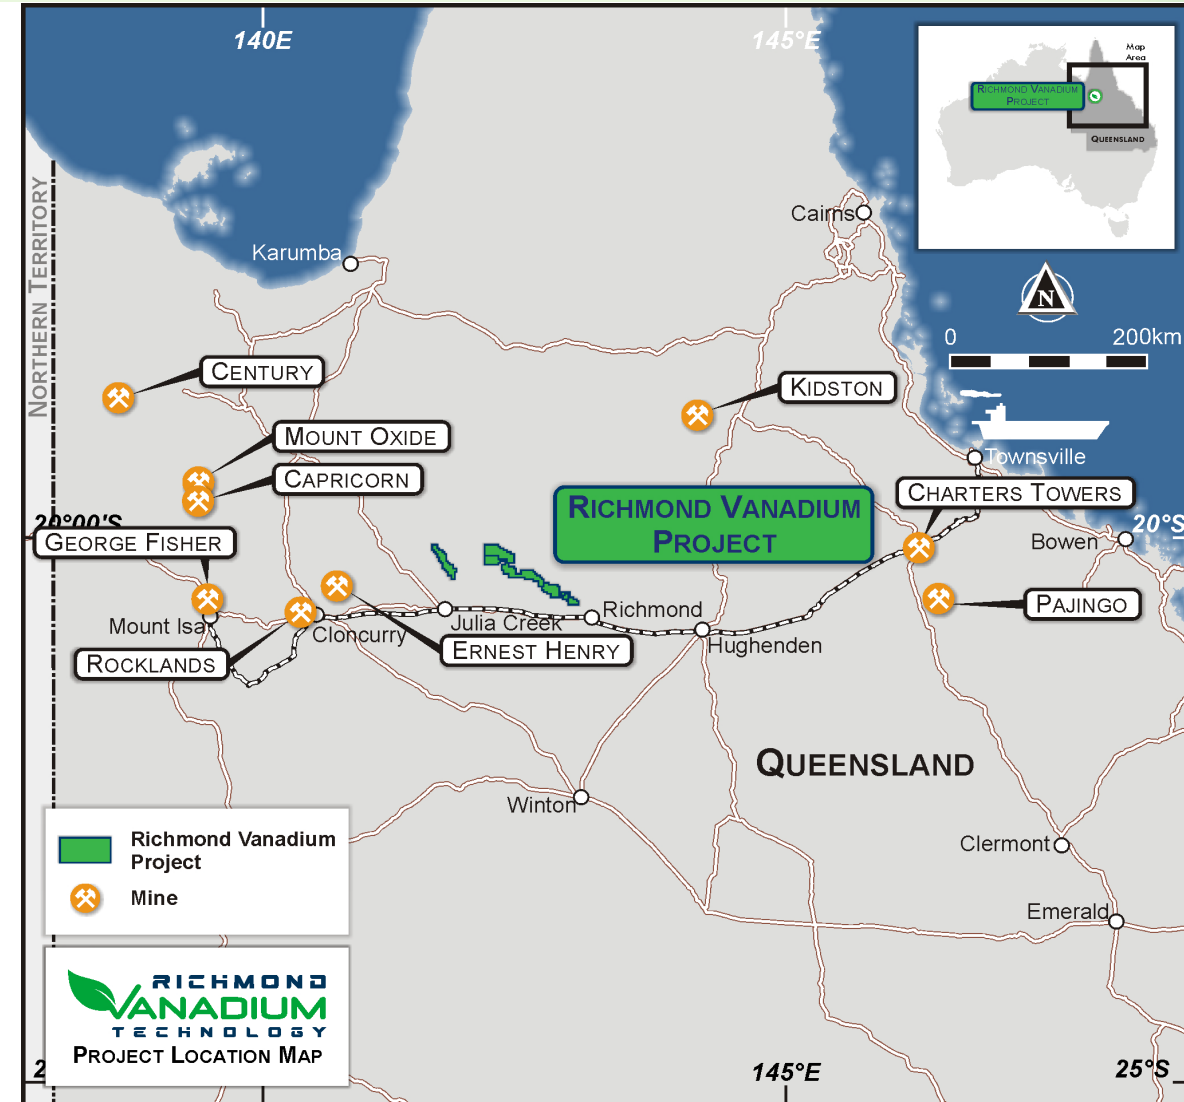 140E
145°E
Map
Area
RICHMOND VANADIUM
PROJECT
QUEENSLAND
NORTHERN TERRITORY
Cairns
Karumba
N
0 200km
CENTURY
KIDSTON
MOUNT OXIDE
CAPRICORN
Townsville
CHARTERS TOWERS
RICHMOND VANADIUM
PROJECT
20°00'S
20°S
GEORGE FISHER
Bowen
PAJINGO
Mount Isa
Cloncurry
Julia Creek
Richmond
Hughenden
ROCKLANDS
ERNEST HENRY
QUEENSLAND
Winton
Clermont
Emerald
Richmond Vanadium
Project
Mine
RICHMOND
VANADIUM
TECHNOLOGY
PROJECT LOCATION MAP
2
145°E
25°S